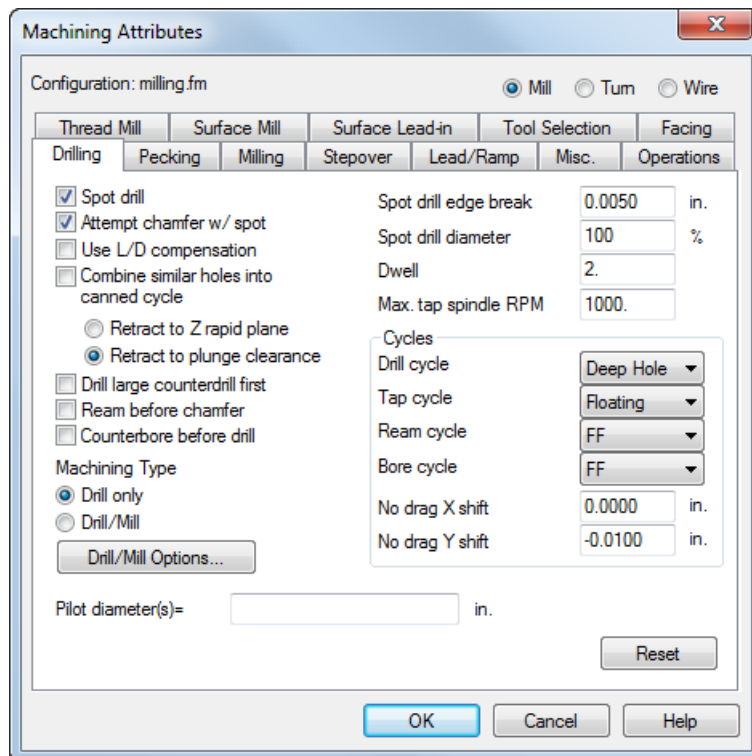 Machining Attributes
Configuration: milling.fm
Mill Turn Wire
Thread Mill Surface Mill Surface Lead-in Tool Selection Facing
Drilling Pecking Milling Stepover Lead/Ramp Misc. Operations
Spot drill
Attempt chamfer w/ spot
Use L/D compensation
Combine similar holes into
canned cycle
Retract to Z rapid plane
Retract to plunge clearance
Drill large counterdrill first
Ream before chamfer
Counterbore before drill
Machining Type
Drill only
Drill/Mill
Drill/Mill Options...
Spot drill edge break 0.0050 in.
Spot drill diameter 100 %
Dwell 2.
Max. tap spindle RPM 1000.
Cycles
Drill cycle Deep Hole
Tap cycle Floating
Ream cycle FF
Bore cycle FF
No drag X shift 0.0000 in.
No drag Y shift -0.0100 in.
Pilot diameter(s)= in.
Reset
OK Cancel Help